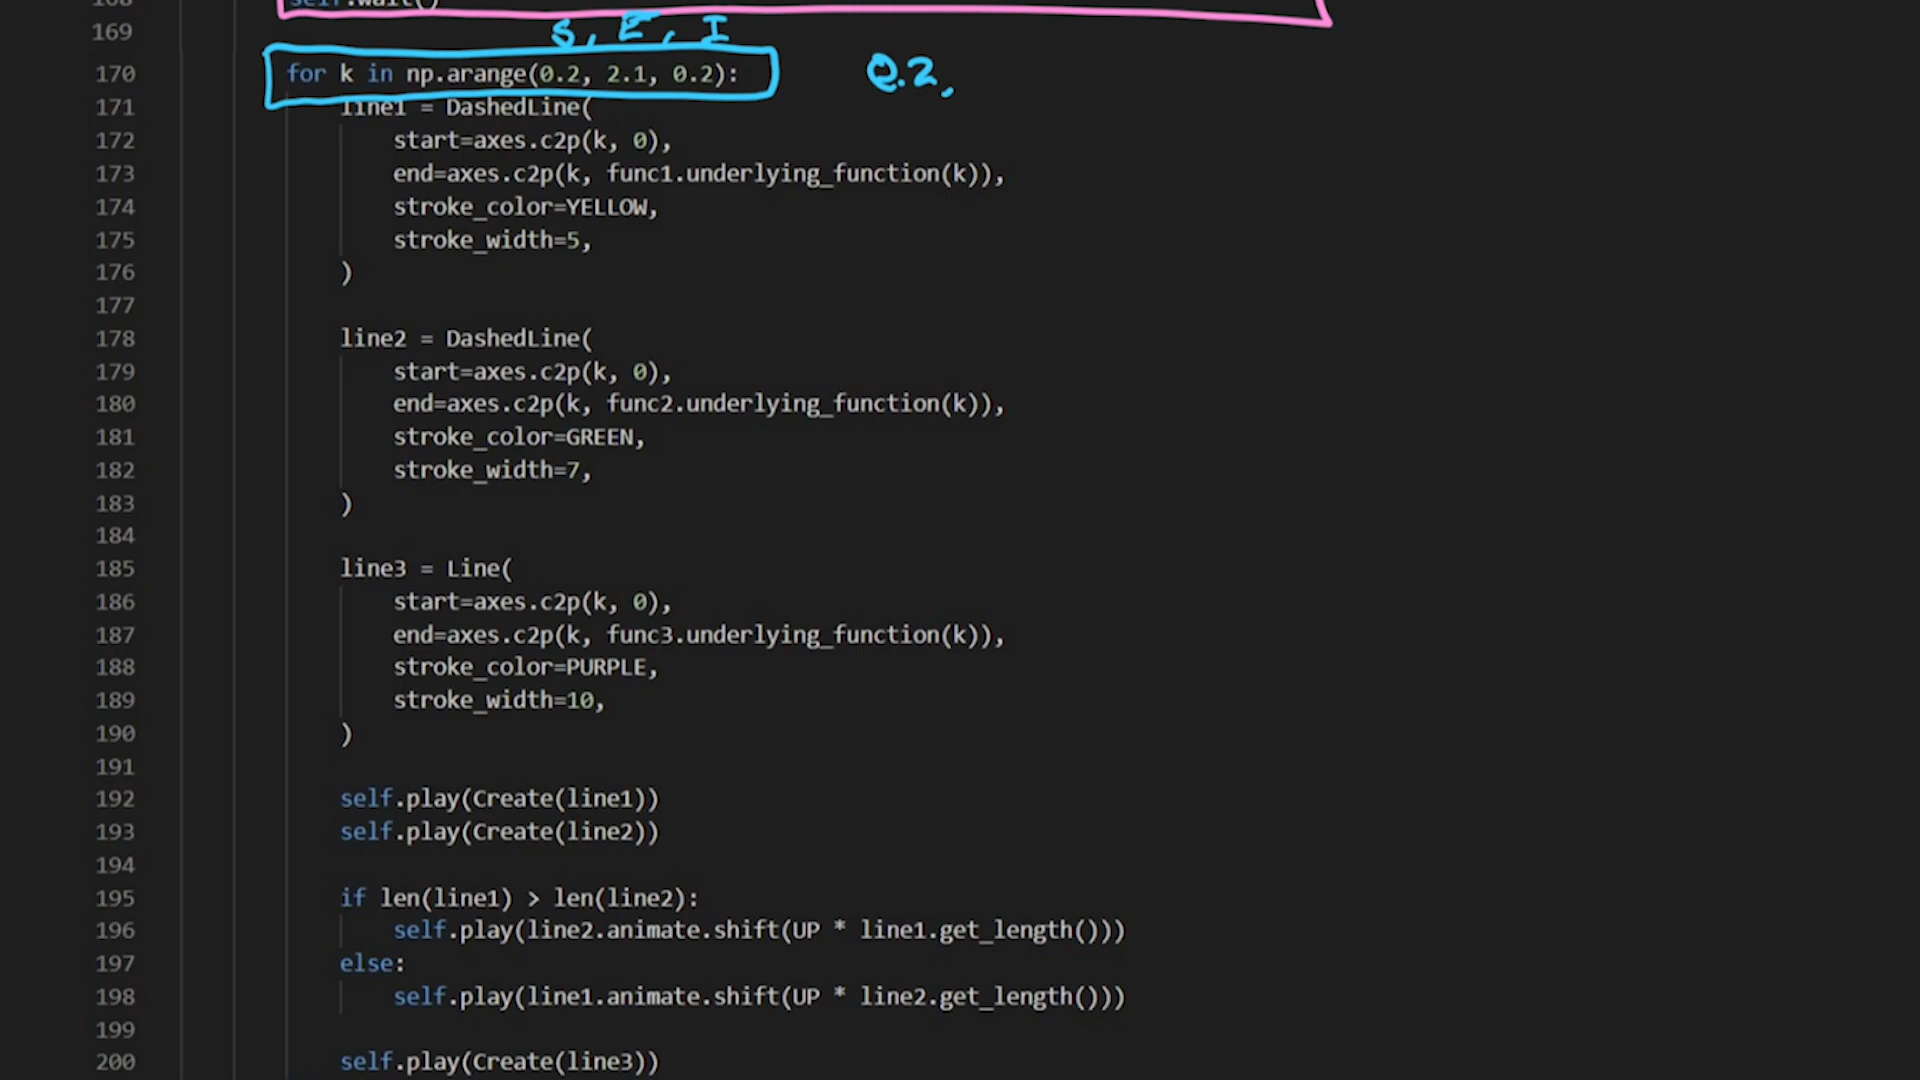 168 self.wait()
169 S, E, I
170 for k in np.arange(0.2, 2.1, 0.2): 0.2,
171 line1 = DashedLine(
172 start=axes.c2p(k, 0),
173 end=axes.c2p(k, func1.underlying_function(k)),
174 stroke_color=YELLOW,
175 stroke_width=5,
176 )
177
178 line2 = DashedLine(
179 start=axes.c2p(k, 0),
180 end=axes.c2p(k, func2.underlying_function(k)),
181 stroke_color=GREEN,
182 stroke_width=7,
183 )
184
185 line3 = Line(
186 start=axes.c2p(k, 0),
187 end=axes.c2p(k, func3.underlying_function(k)),
188 stroke_color=PURPLE,
189 stroke_width=10,
190 )
191
192 self.play(Create(line1))
193 self.play(Create(line2))
194
195 if len(line1) > len(line2):
196 self.play(line2.animate.shift(UP * line1.get_length()))
197 else:
198 self.play(line1.animate.shift(UP * line2.get_length()))
199
200 self.play(Create(line3))